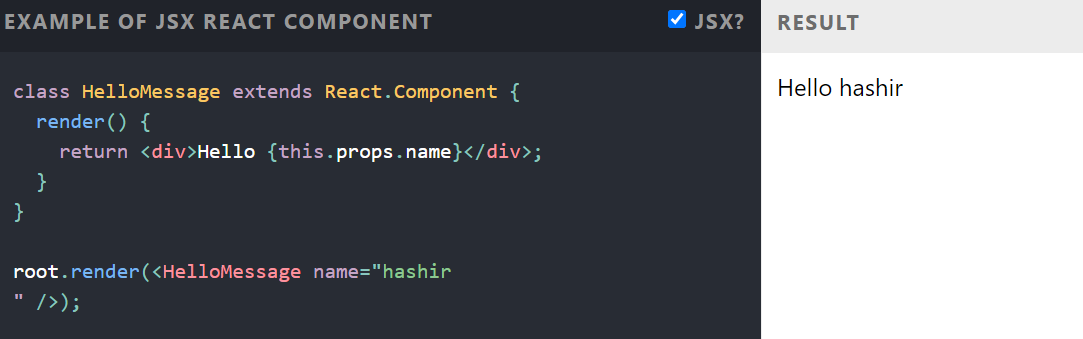 EXAMPLE OF JSX REACT COMPONENT
JSX?
class HelloMessage extends React.Component {
  render() {
    return <div>Hello {this.props.name}</div>;
  }
}
root.render(<HelloMessage name="hashir
" />);
RESULT
Hello hashir